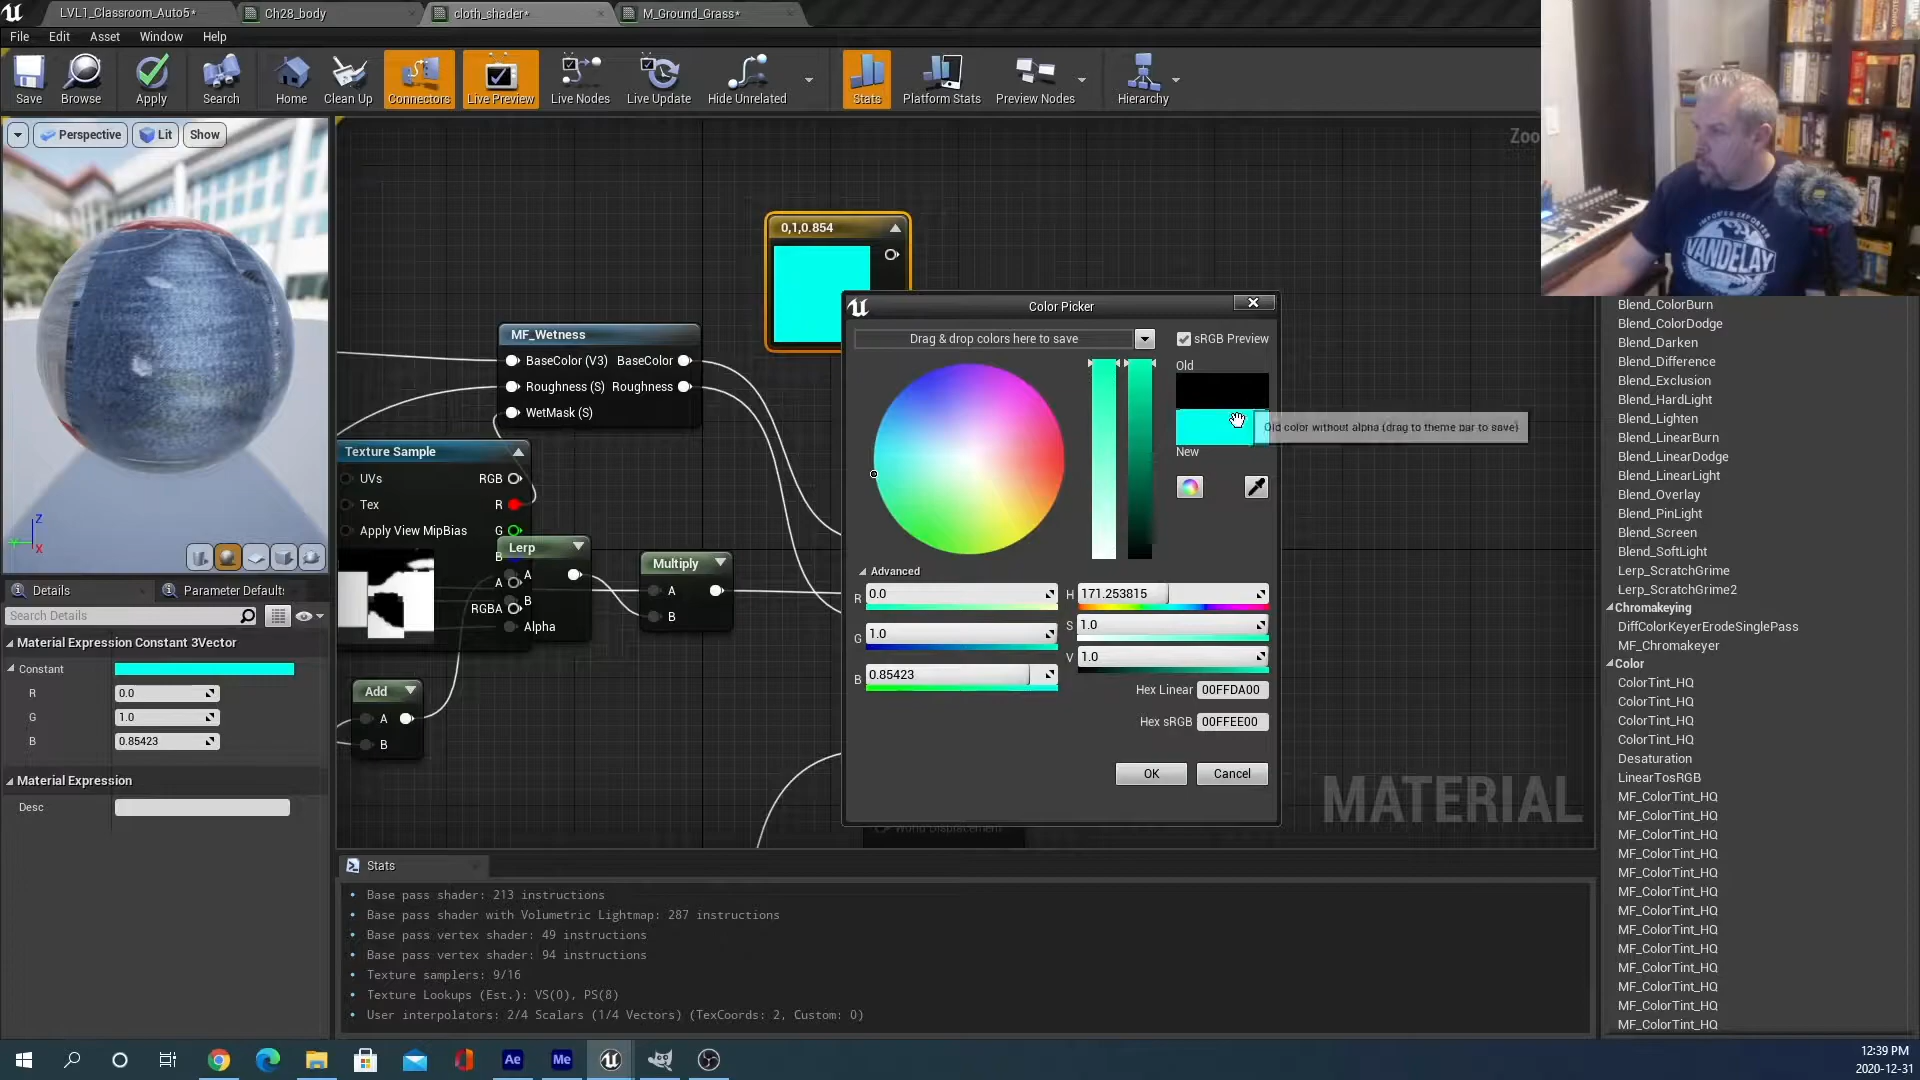 LVL1_Classroom_Auto5*
Ch28_body
cloth_shader*
M_Ground_Grass*
File Edit Asset Window Help
Save
Browse
Apply
Search
Home
Clean Up
Connectors
Live Preview
Live Nodes
Live Update
Hide Unrelated
Stats
Platform Stats
Preview Nodes
Hierarchy
Perspective
Lit
Show
Z
X
Details
Parameter Defaults
Search Details
Material Expression Constant 3Vector
Constant
R 0.0
G 1.0
B 0.85423
Material Expression
Desc
Zoo
0,1,0.854
MF_Wetness
BaseColor (V3) BaseColor
Roughness (S) Roughness
WetMask (S)
Texture Sample
UVs RGB
Tex R
Apply View MipBias G
B
A
RGBA
Lerp
A
B
Alpha
Multiply
A
B
Add
A
B
MATERIAL
Color Picker
Drag & drop colors here to save
sRGB Preview
Old
Old color without alpha (drag to theme bar to save)
New
Advanced
R 0.0
G 1.0
B 0.85423
H 171.253815
S 1.0
V 1.0
Hex Linear 00FFDA00
Hex sRGB 00FFEE00
OK
Cancel
World Displacement
Stats
Base pass shader: 213 instructions
Base pass shader with Volumetric Lightmap: 287 instructions
Base pass vertex shader: 49 instructions
Base pass vertex shader: 94 instructions
Texture samplers: 9/16
Texture Lookups (Est.): VS(0), PS(8)
User interpolators: 2/4 Scalars (1/4 Vectors) (TexCoords: 2, Custom: 0)
VANDELAY
Blend_ColorBurn
Blend_ColorDodge
Blend_Darken
Blend_Difference
Blend_Exclusion
Blend_HardLight
Blend_Lighten
Blend_LinearBurn
Blend_LinearDodge
Blend_LinearLight
Blend_Overlay
Blend_PinLight
Blend_Screen
Blend_SoftLight
Lerp_ScratchGrime
Lerp_ScratchGrime2
Chromakeying
DiffColorKeyerErodeSinglePass
MF_Chromakeyer
Color
ColorTint_HQ
ColorTint_HQ
ColorTint_HQ
ColorTint_HQ
Desaturation
LinearTosRGB
MF_ColorTint_HQ
MF_ColorTint_HQ
MF_ColorTint_HQ
MF_ColorTint_HQ
MF_ColorTint_HQ
MF_ColorTint_HQ
MF_ColorTint_HQ
MF_ColorTint_HQ
MF_ColorTint_HQ
MF_ColorTint_HQ
MF_ColorTint_HQ
MF_ColorTint_HQ
MF_ColorTint_HQ
Ae
Me
12:39 PM
2020-12-31